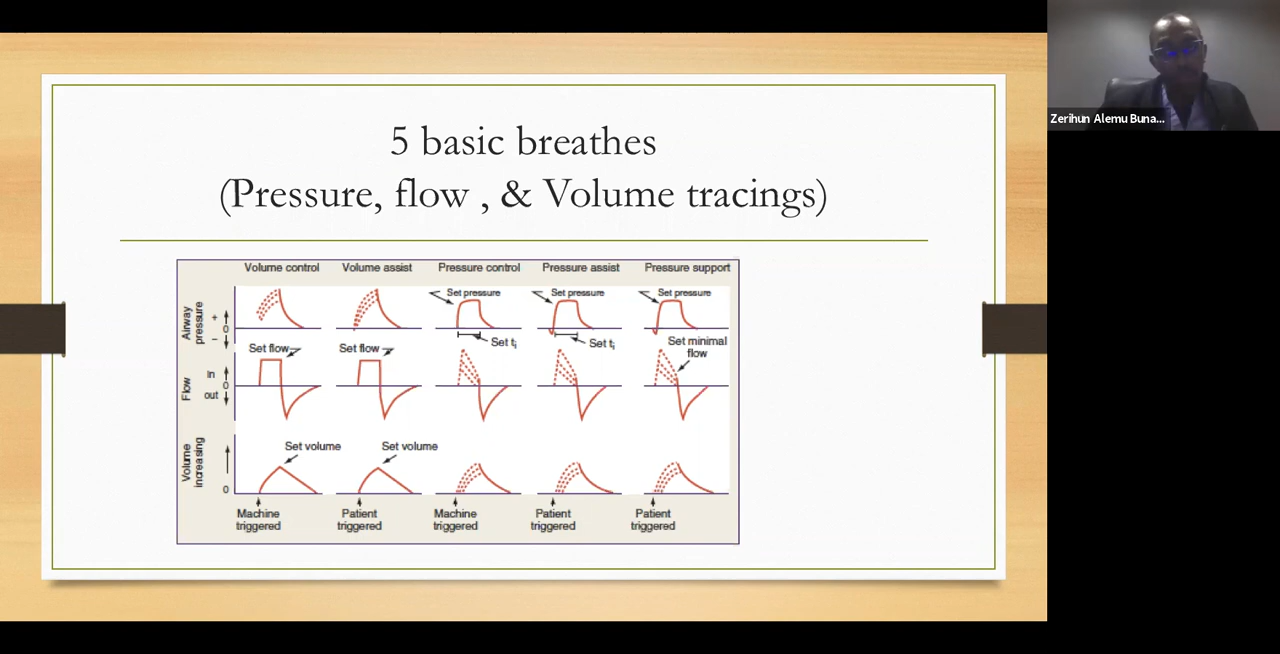 5 basic breathes
(Pressure, flow , & Volume tracings)
Volume control
Volume assist
Pressure control
Pressure assist
Pressure support
Airway
pressure
+
0
−
Set pressure
Set pressure
Set pressure
Set tᵢ
Set tᵢ
Flow
in
0
out
Set flow
Set flow
Set minimal
flow
Volume
increasing
0
Set volume
Set volume
Machine
triggered
Patient
triggered
Machine
triggered
Patient
triggered
Patient
triggered
Zerihun Alemu Buna...